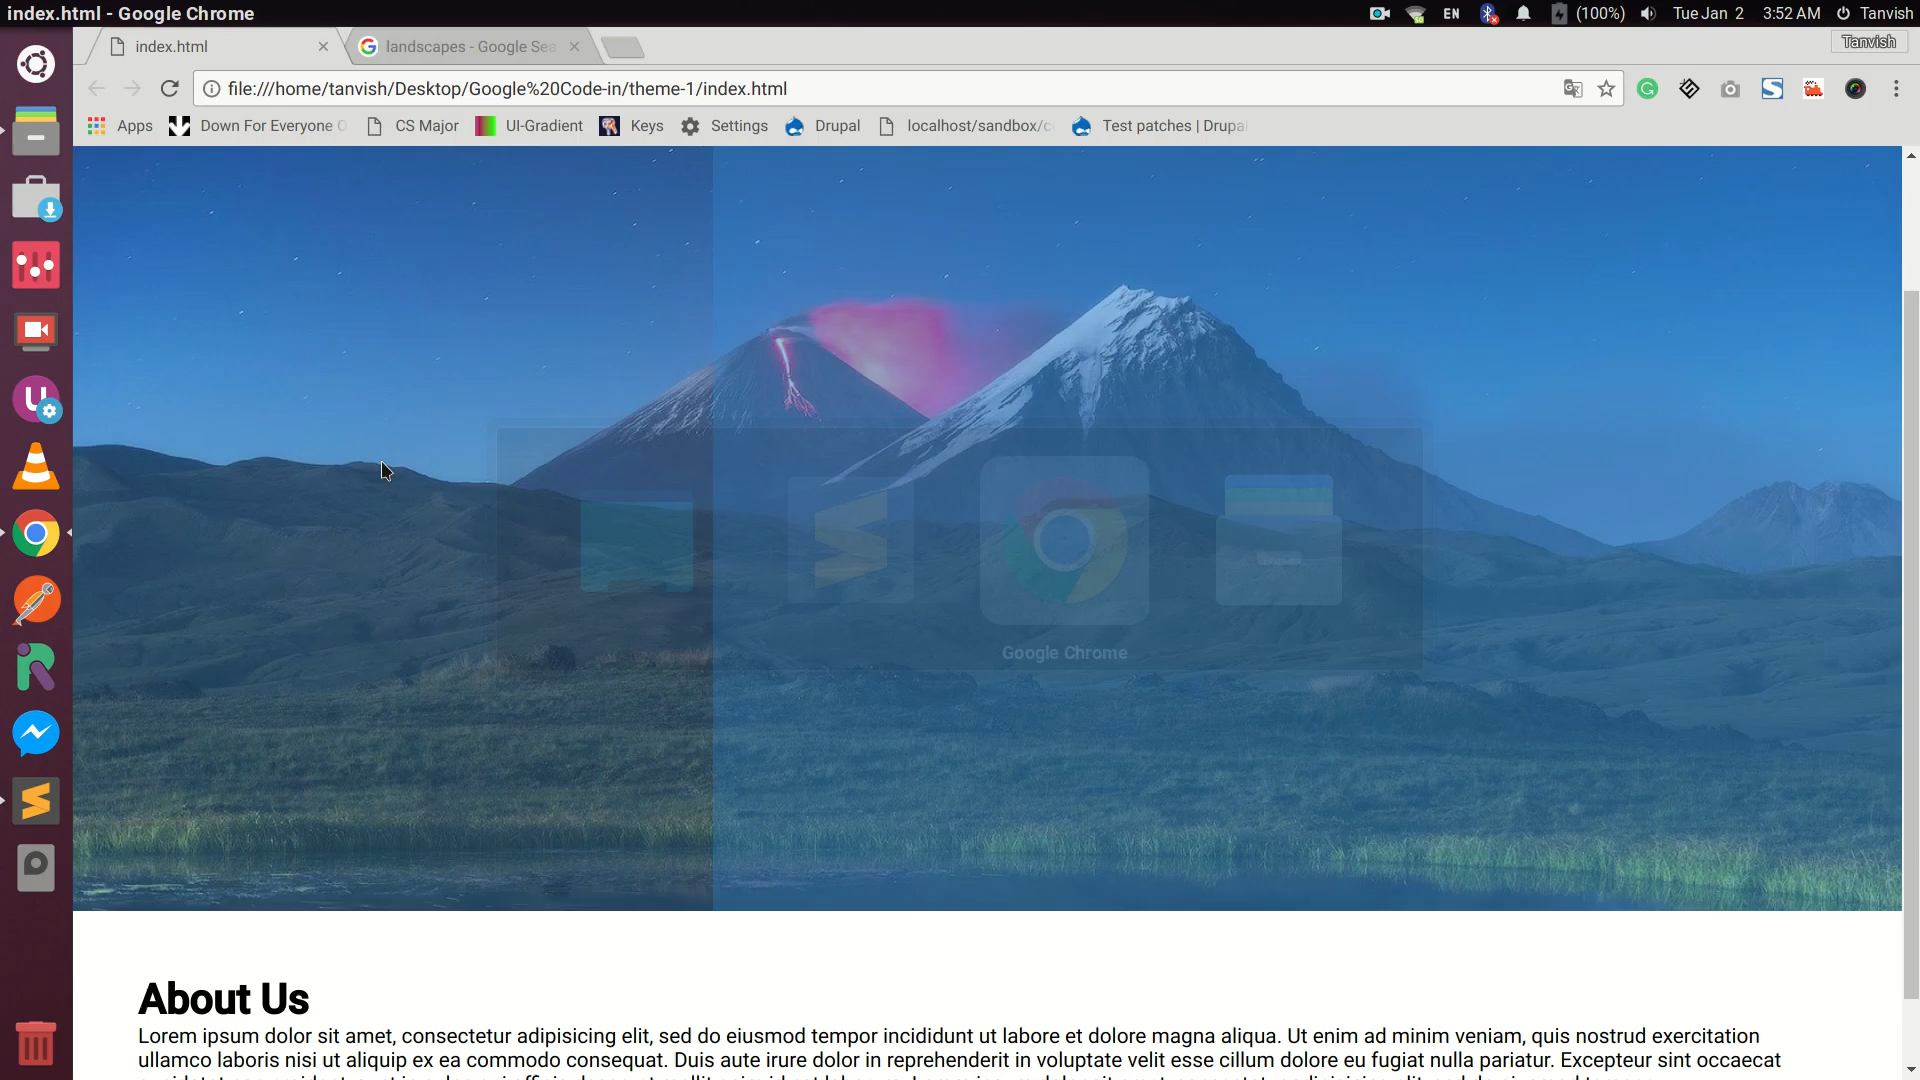 index.html - Google Chrome
EN
(100%)
Tue Jan 2
3:52 AM
Tanvish
index.html
landscapes - Google Sea
Tanvish
file:///home/tanvish/Desktop/Google%20Code-in/theme-1/index.html
Apps
Down For Everyone O
CS Major
UI-Gradient
Keys
Settings
Drupal
localhost/sandbox/c
Test patches | Drupal
Google Chrome
About Us
Lorem ipsum dolor sit amet, consectetur adipisicing elit, sed do eiusmod tempor incididunt ut labore et dolore magna aliqua. Ut enim ad minim veniam, quis nostrud exercitation
ullamco laboris nisi ut aliquip ex ea commodo consequat. Duis aute irure dolor in reprehenderit in voluptate velit esse cillum dolore eu fugiat nulla pariatur. Excepteur sint occaecat